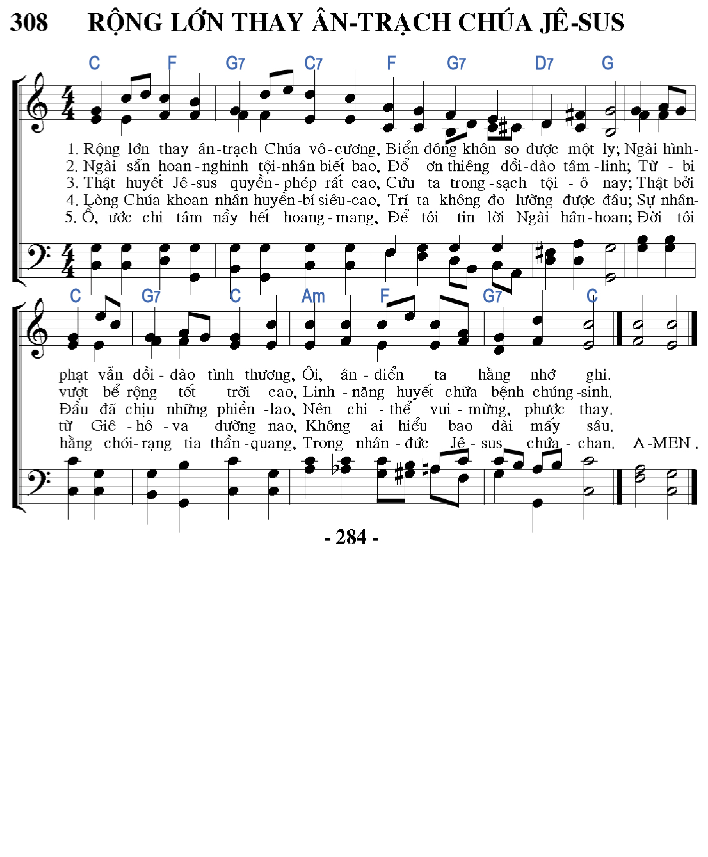 308 RỘNG LỚN THAY ÂN-TRẠCH CHÚA JÊ-SUS
C F G7 C7 F G7 D7 G
1. Rộng lớn thay ân-trạch Chúa vô-cương, Biển đông khôn so được một ly; Ngài hình-
2. Ngài sẵn hoan-nghinh tội-nhân biết bao, Đổ ơn thiêng dồi-dào tâm-linh; Từ-bi
3. Thật huyết Jê-sus quyền-phép rất cao, Cứu ta trong-sạch tội-ô nay; Thật bởi
4. Lòng Chúa khoan nhân huyền-bí siêu-cao, Trí ta không đo lường được đâu; Sự nhân-
5. Ồ, ước chi tâm nầy hết hoang-mang, Để tôi tin lời Ngài hân-hoan; Đời tôi
C G7 C Am F G7 C
phạt vẫn dồi-dào tình thương, Ôi, ân-điển ta hằng nhớ ghi.
vượt bể rộng tốt trời cao, Linh-năng huyết chữa bệnh chúng-sinh.
Đầu đã chịu những phiền-lao, Nên chi-thể vui-mừng, phước thay.
từ Giê-hô-va dường nao, Không ai hiểu bao dài mấy sâu.
hằng chói-rạng tia thần-quang, Trong nhân-đức Jê-sus chứa-chan. A-MEN.
- 284 -